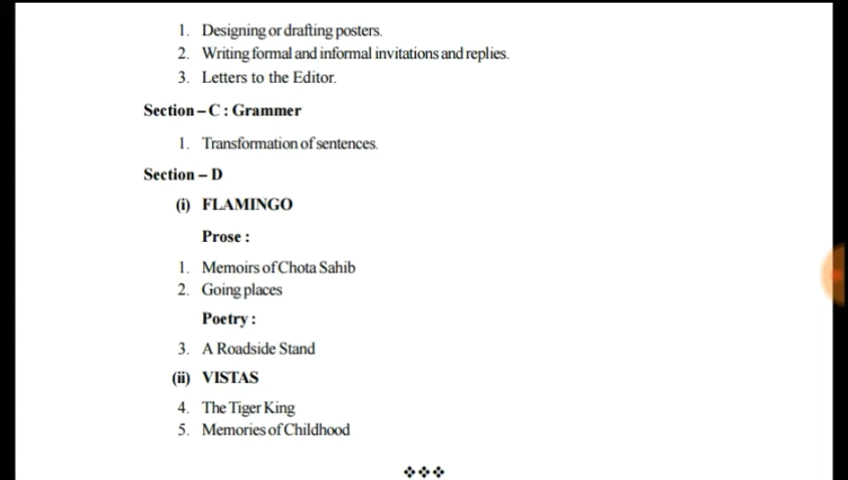 1. Designing or drafting posters.
2. Writing formal and informal invitations and replies.
3. Letters to the Editor.
Section – C : Grammer
1. Transformation of sentences.
Section – D
(i) FLAMINGO
Prose :
1. Memoirs of Chota Sahib
2. Going places
Poetry :
3. A Roadside Stand
(ii) VISTAS
4. The Tiger King
5. Memories of Childhood